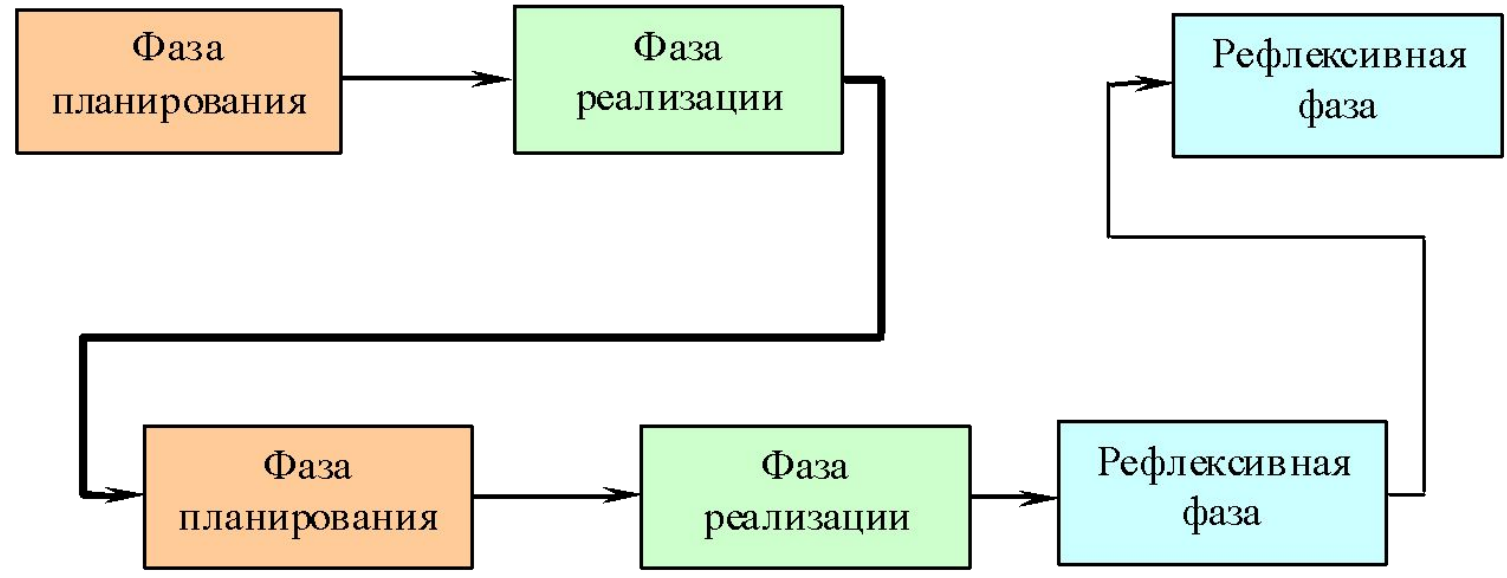 Фаза
планирования
Фаза
реализации
Рефлексивная
фаза
Фаза
планирования
Фаза
реализации
Рефлексивная
фаза